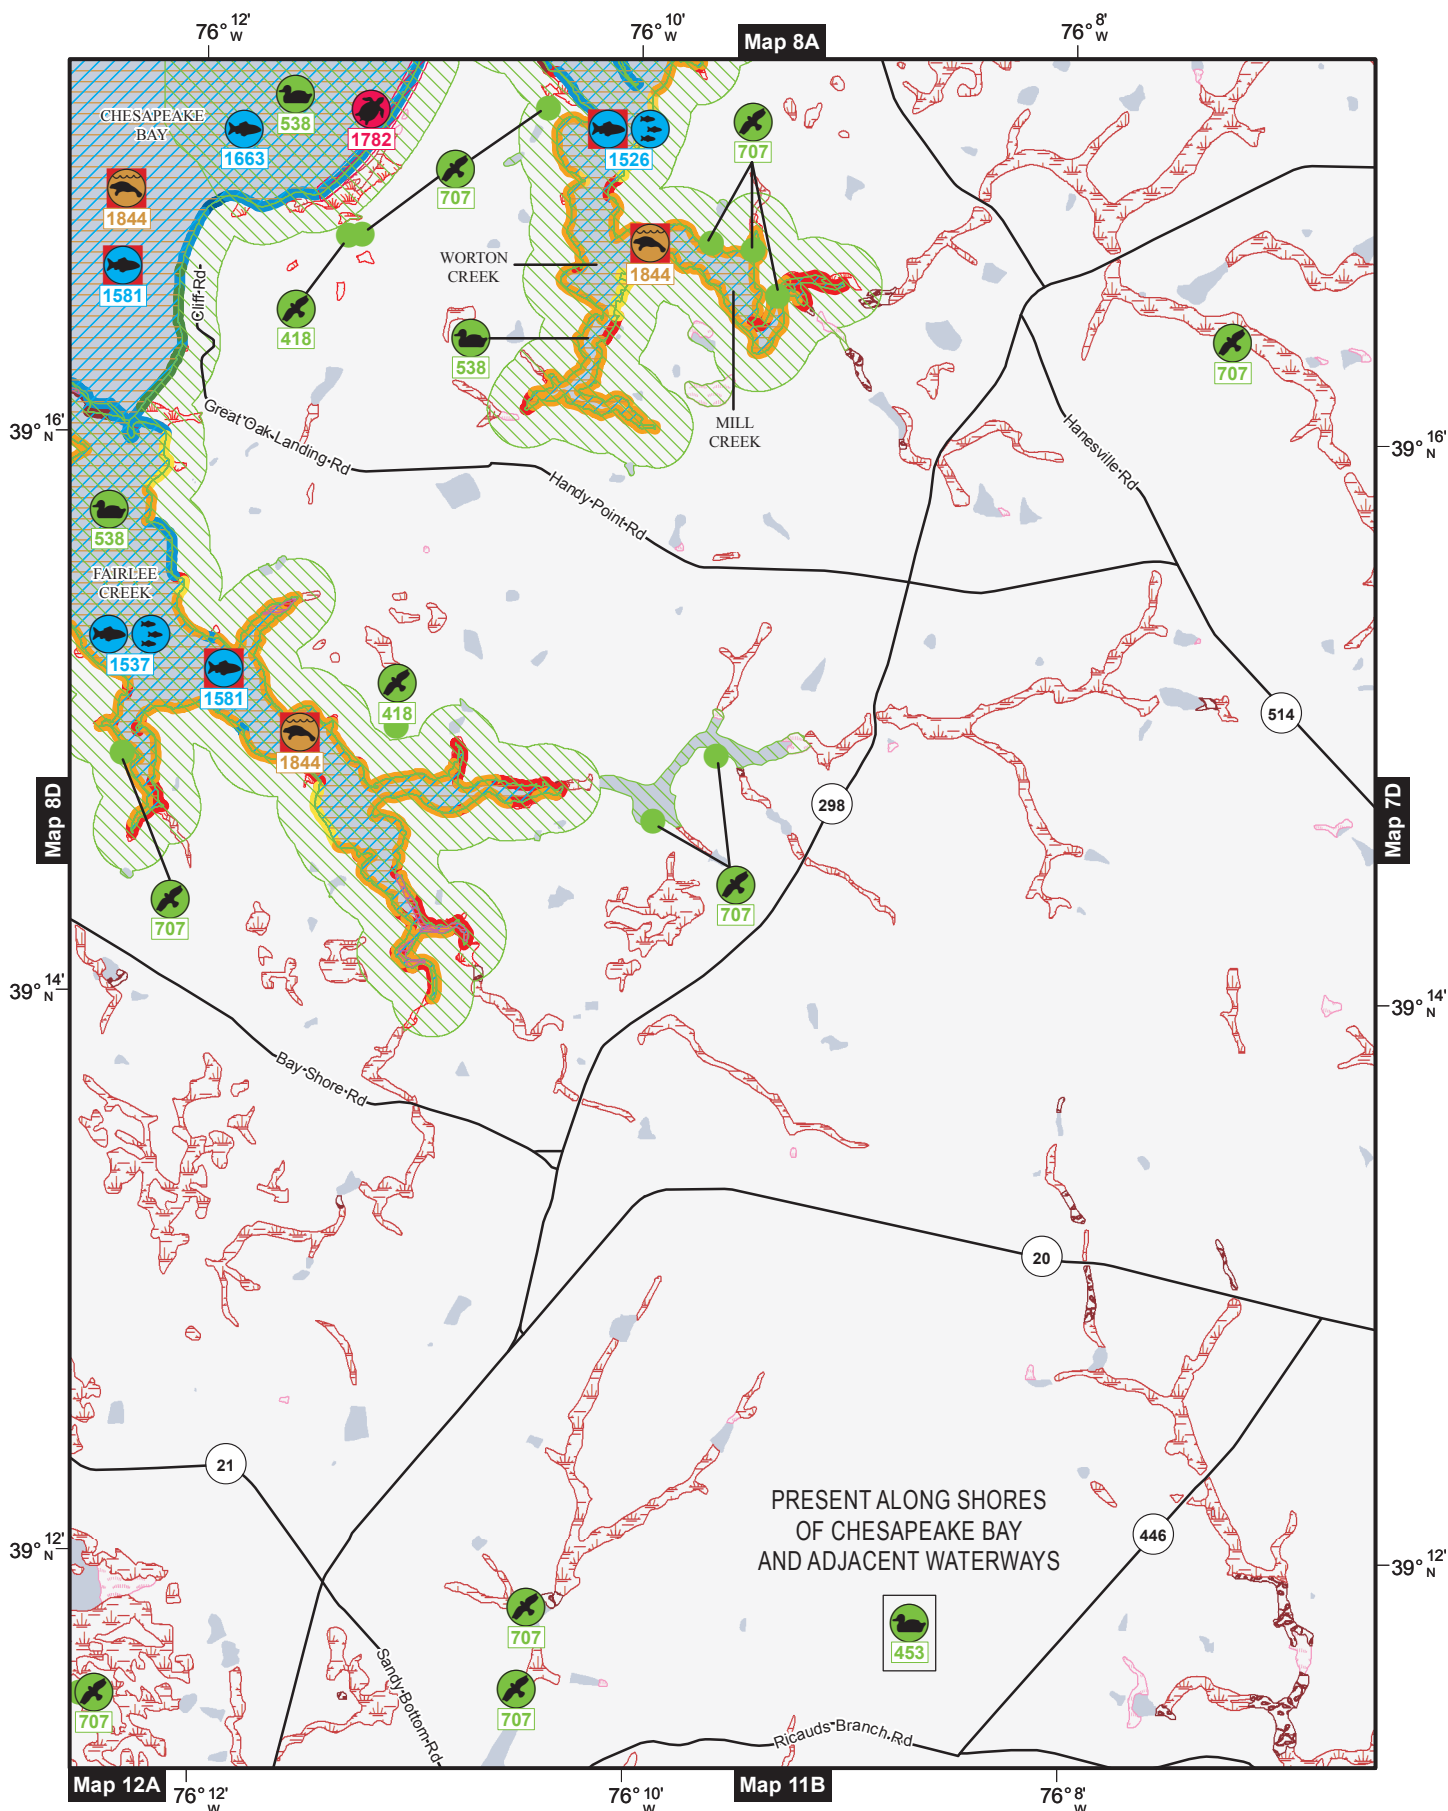 76° 12' W
76° 10' W
76° 8' W
Map 8A
CHESAPEAKE
BAY
538
1663
1782
1526
707
707
1844
1581
WORTON
CREEK
1844
418
538
707
Cliff Rd
MILL
CREEK
39° 16' N
39° 16' N
Great Oak Landing Rd
Handy Point Rd
Hanesville Rd
538
FAIRLEE
CREEK
1537
1581
418
1844
514
298
Map 8D
Map 7D
707
707
39° 14' N
39° 14' N
Bay Shore Rd
20
21
PRESENT ALONG SHORES
OF CHESAPEAKE BAY
AND ADJACENT WATERWAYS
446
39° 12' N
39° 12' N
453
707
707
707
Sandy Bottom Rd
Ricauds Branch Rd
Map 12A
Map 11B
76° 12' W
76° 10' W
76° 8' W